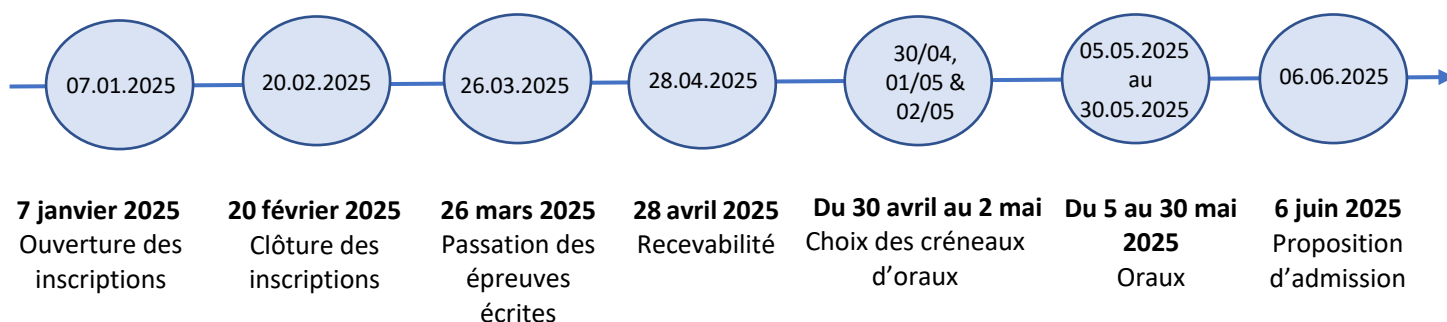 07.01.2025
20.02.2025
26.03.2025
28.04.2025
30/04,
01/05 &
02/05
05.05.2025
au
30.05.2025
06.06.2025
7 janvier 2025
Ouverture des
inscriptions
20 février 2025
Clôture des
inscriptions
26 mars 2025
Passation des
épreuves
écrites
28 avril 2025
Recevabilité
Du 30 avril au 2 mai
Choix des créneaux
d’oraux
Du 5 au 30 mai
2025
Oraux
6 juin 2025
Proposition
d’admission